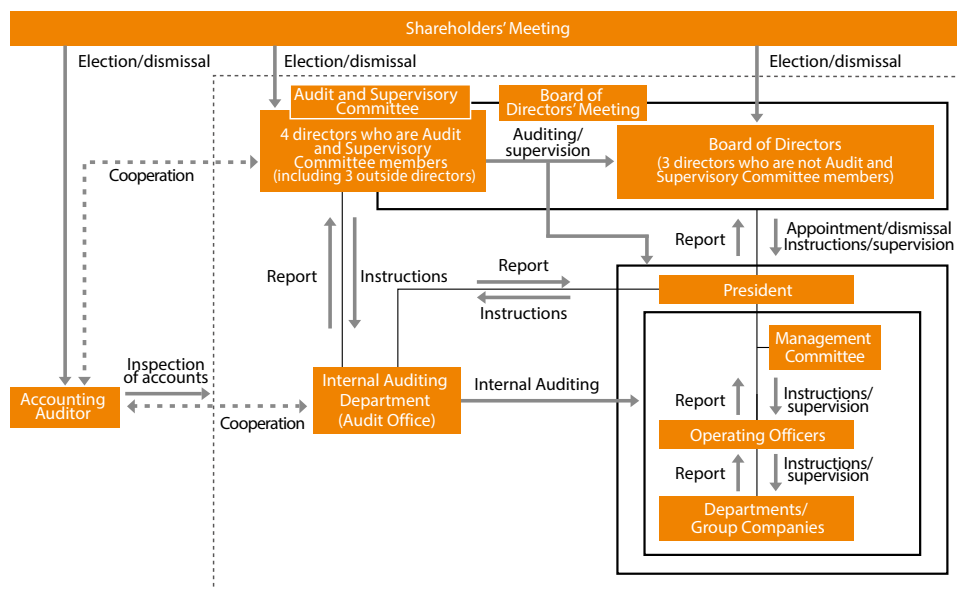 Shareholders' Meeting
Election/dismissal
Election/dismissal
Election/dismissal
Audit and Supervisory
Committee
Board of
Directors' Meeting
4 directors who are Audit
and Supervisory
Committee members
(including 3 outside directors)
Auditing/
supervision
Board of Directors
(3 directors who are not Audit and
Supervisory Committee members)
Cooperation
Report
Instructions
Report
Instructions
Report
Appointment/dismissal
Instructions/supervision
President
Management
Committee
Inspection
of accounts
Accounting
Auditor
Cooperation
Internal Auditing
Department
(Audit Office)
Internal Auditing
Report
Instructions/
supervision
Operating Officers
Report
Instructions/
supervision
Departments/
Group Companies